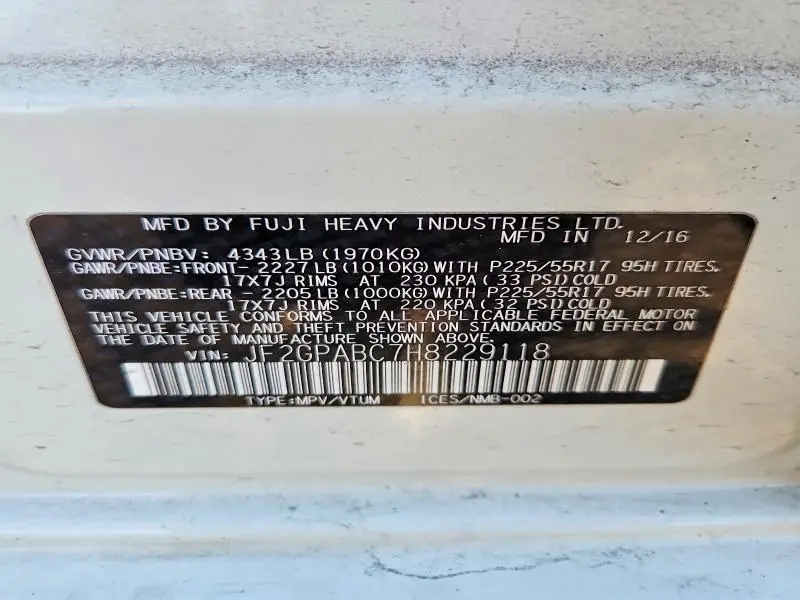 MFD BY FUJI HEAVY INDUSTRIES LTD.
MFD IN 12/16
GVWR/PNBV: 4343LB (1970KG)
GAWR/PNBE:FRONT- 2227LB (1010KG) WITH P225/55R17 95H TIRES.
17X7J RIMS AT 230 KPA (33 PSI) COLD
GAWR/PNBE:REAR - 2205LB (1000KG) WITH P225/55R17 95H TIRES.
17X7J RIMS AT 220 KPA (32 PSI) COLD
THIS VEHICLE CONFORMS TO ALL APPLICABLE FEDERAL MOTOR
VEHICLE SAFETY AND THEFT PREVENTION STANDARDS IN EFFECT ON
THE DATE OF MANUFACTURE SHOWN ABOVE.
VIN: JF2GPABC7H8229118
TYPE:MPV/VTUM ICES/NMB-002